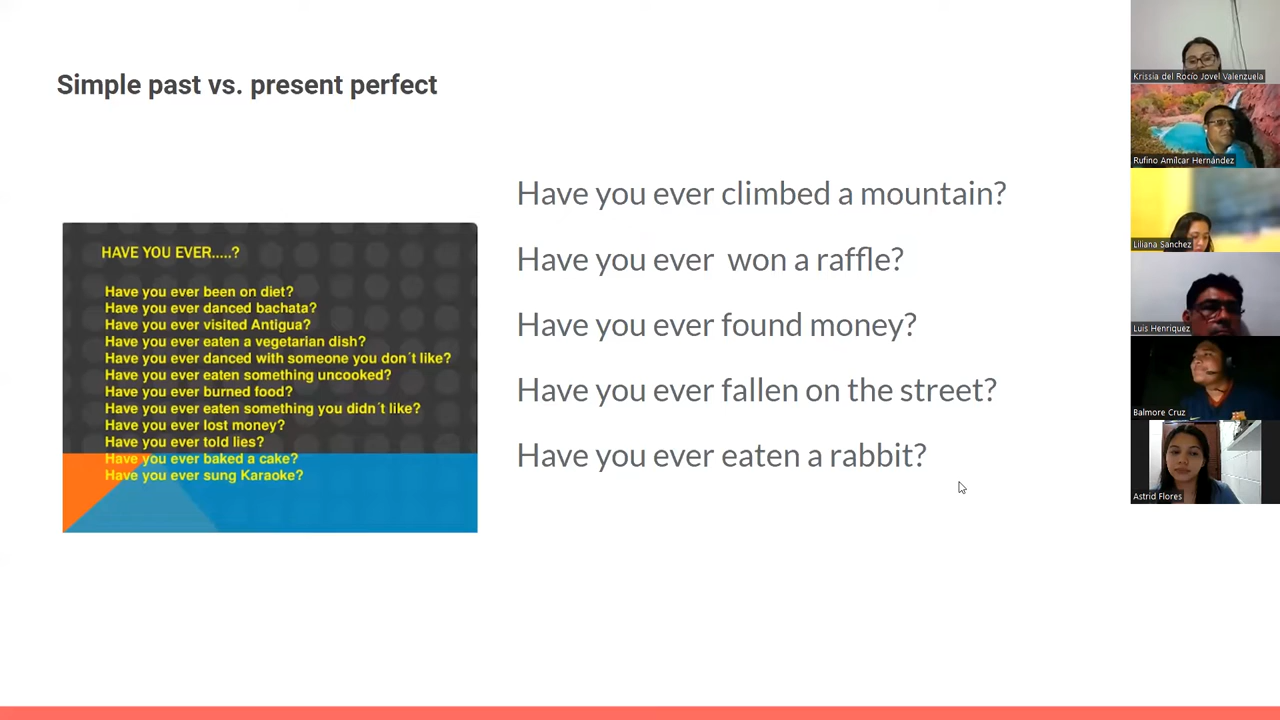 Simple past vs. present perfect
HAVE YOU EVER.....?
Have you ever been on diet?
Have you ever danced bachata?
Have you ever visited Antigua?
Have you ever eaten a vegetarian dish?
Have you ever danced with someone you don´t like?
Have you ever eaten something uncooked?
Have you ever burned food?
Have you ever eaten something you didn´t like?
Have you ever lost money?
Have you ever told lies?
Have you ever baked a cake?
Have you ever sung Karaoke?
Have you ever climbed a mountain?
Have you ever  won a raffle?
Have you ever found money?
Have you ever fallen on the street?
Have you ever eaten a rabbit?
Krissia del Rocío Jovel Valenzuela
Rufino Amílcar Hernández
Liliana Sanchez
Luis Henriquez
Balmore Cruz
Astrid Flores